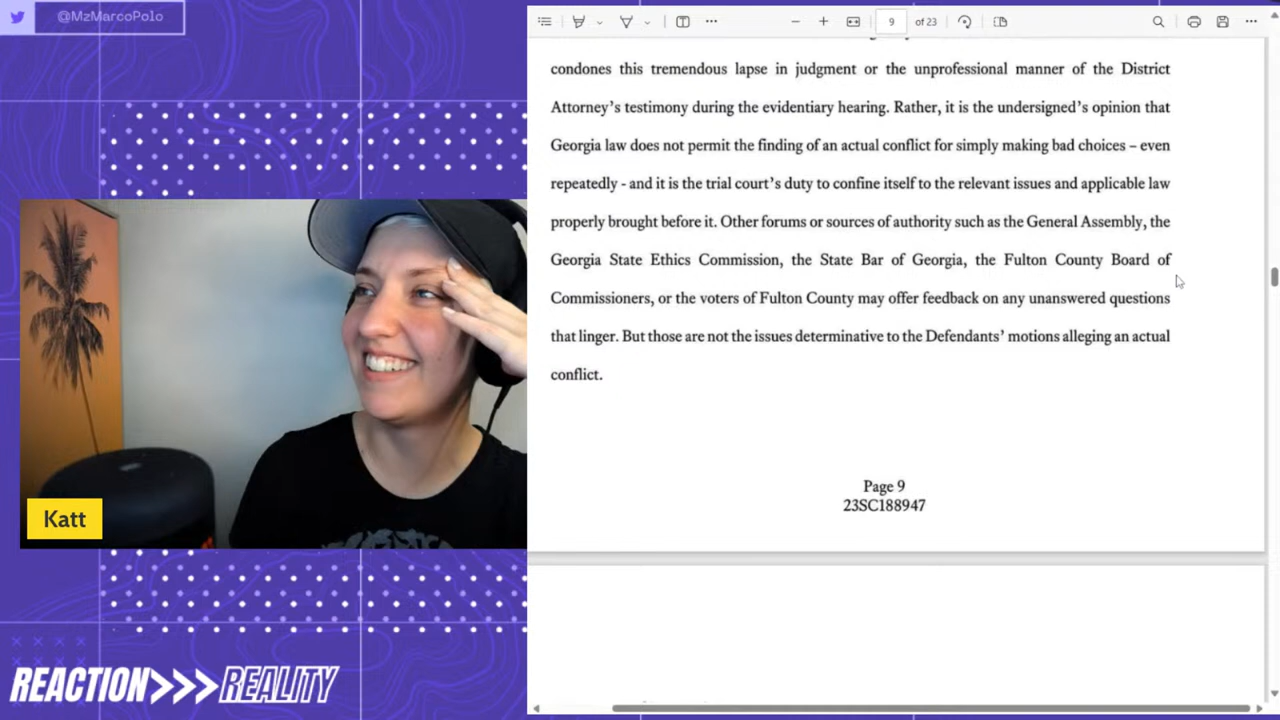 @MzMarcoPolo
9 of 23
condones this tremendous lapse in judgment or the unprofessional manner of the District
Attorney's testimony during the evidentiary hearing. Rather, it is the undersigned's opinion that
Georgia law does not permit the finding of an actual conflict for simply making bad choices – even
repeatedly - and it is the trial court's duty to confine itself to the relevant issues and applicable law
properly brought before it. Other forums or sources of authority such as the General Assembly, the
Georgia State Ethics Commission, the State Bar of Georgia, the Fulton County Board of
Commissioners, or the voters of Fulton County may offer feedback on any unanswered questions
that linger. But those are not the issues determinative to the Defendants' motions alleging an actual
conflict.
Page 9
23SC188947
Katt
REACTION>>>REALITY